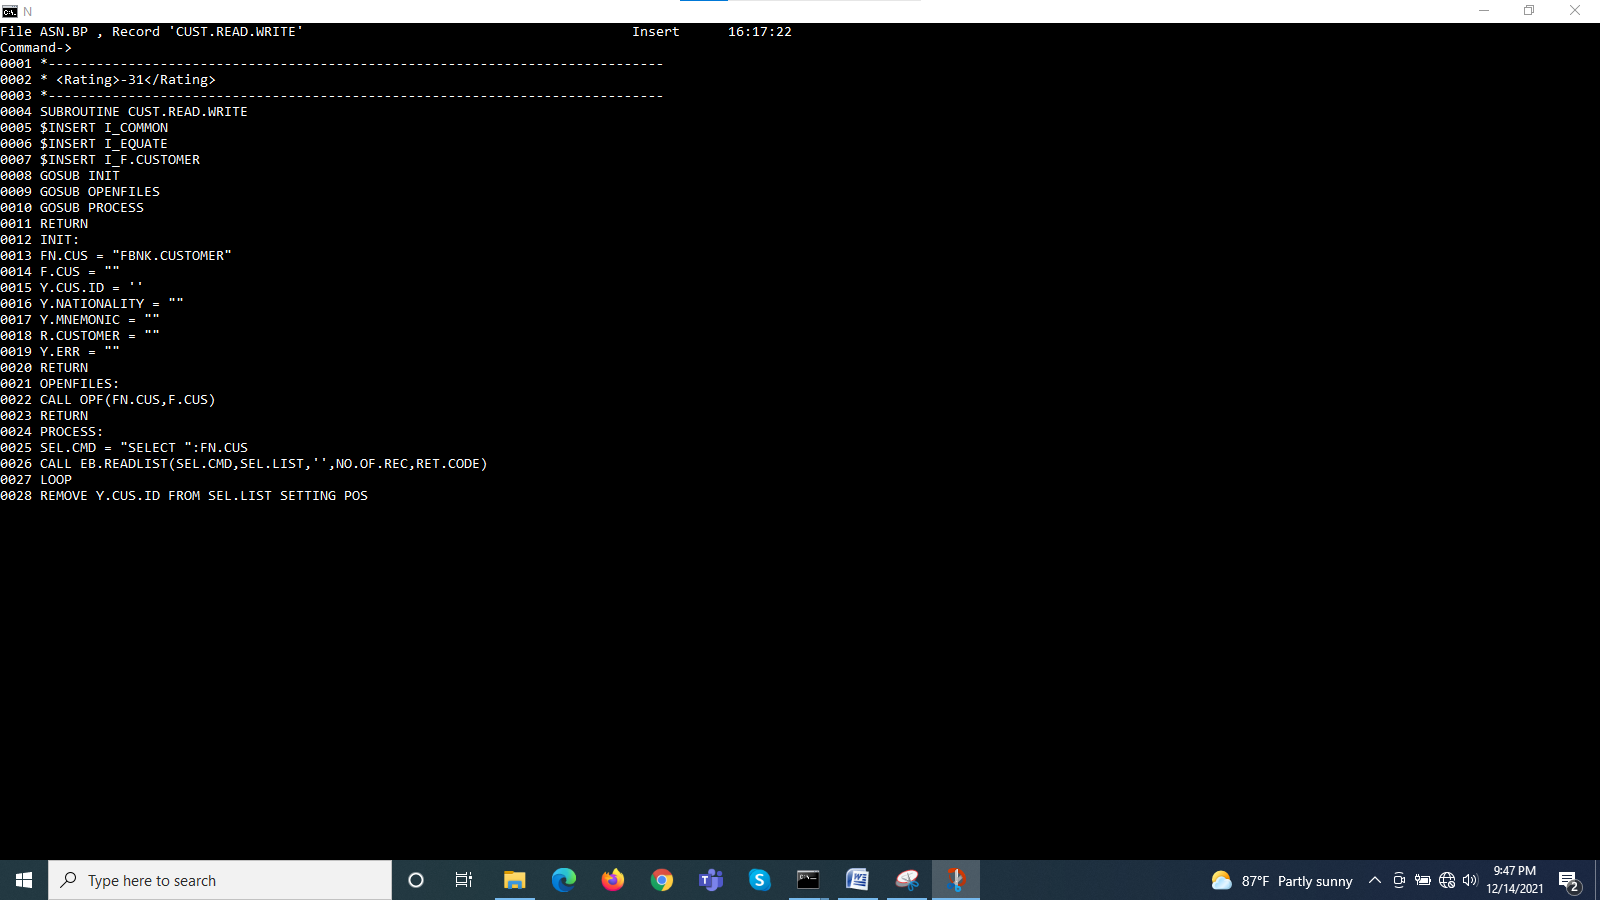 N
File ASN.BP , Record 'CUST.READ.WRITE' Insert 16:17:22
Command->
0001 *-----------------------------------------------------------------------------
0002 * <Rating>-31</Rating>
0003 *-----------------------------------------------------------------------------
0004 SUBROUTINE CUST.READ.WRITE
0005 $INSERT I_COMMON
0006 $INSERT I_EQUATE
0007 $INSERT I_F.CUSTOMER
0008 GOSUB INIT
0009 GOSUB OPENFILES
0010 GOSUB PROCESS
0011 RETURN
0012 INIT:
0013 FN.CUS = "FBNK.CUSTOMER"
0014 F.CUS = ""
0015 Y.CUS.ID = ''
0016 Y.NATIONALITY = ""
0017 Y.MNEMONIC = ""
0018 R.CUSTOMER = ""
0019 Y.ERR = ""
0020 RETURN
0021 OPENFILES:
0022 CALL OPF(FN.CUS,F.CUS)
0023 RETURN
0024 PROCESS:
0025 SEL.CMD = "SELECT ":FN.CUS
0026 CALL EB.READLIST(SEL.CMD,SEL.LIST,'',NO.OF.REC,RET.CODE)
0027 LOOP
0028 REMOVE Y.CUS.ID FROM SEL.LIST SETTING POS
Type here to search
87°F Partly sunny
9:47 PM
12/14/2021
2